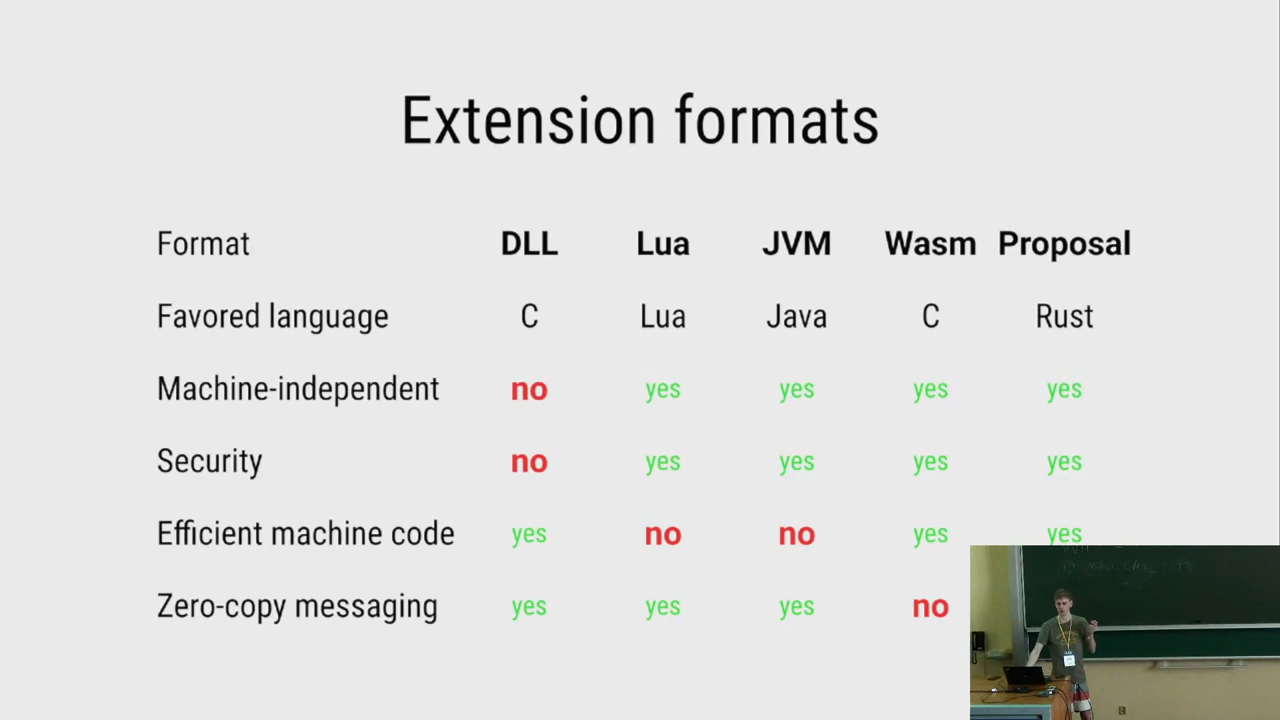 Extension formats
Format DLL Lua JVM Wasm Proposal
Favored language C Lua Java C Rust
Machine-independent no yes yes yes yes
Security no yes yes yes yes
Efficient machine code yes no no yes yes
Zero-copy messaging yes yes yes no